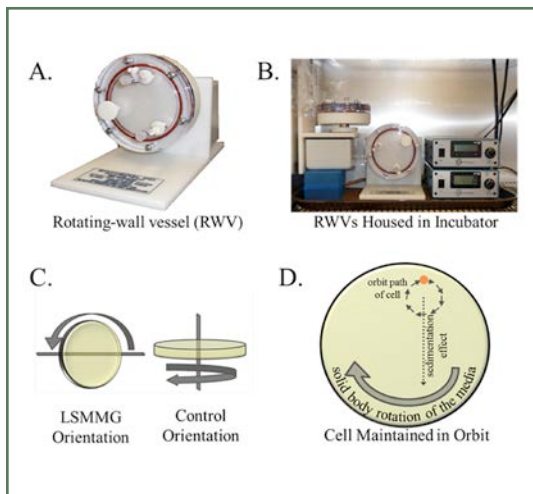 A.
B.
Rotating-wall vessel (RWV)
RWVs Housed in Incubator
C.
D.
LSMMG
Orientation
Control
Orientation
orbit path
of cell
sedimentation
effect
solid body rotation of the media
Cell Maintained in Orbit